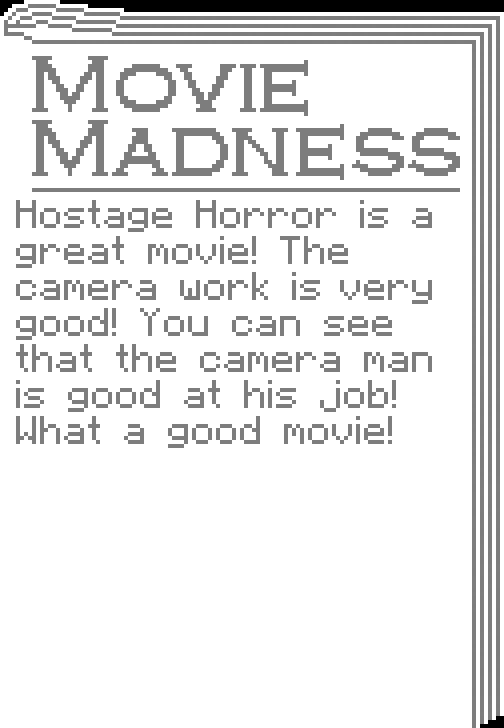 MOVIE
MADNESS
Hostage Horror is a
great movie! The
camera work is very
good! You can see
that the camera man
is good at his job!
What a good movie!